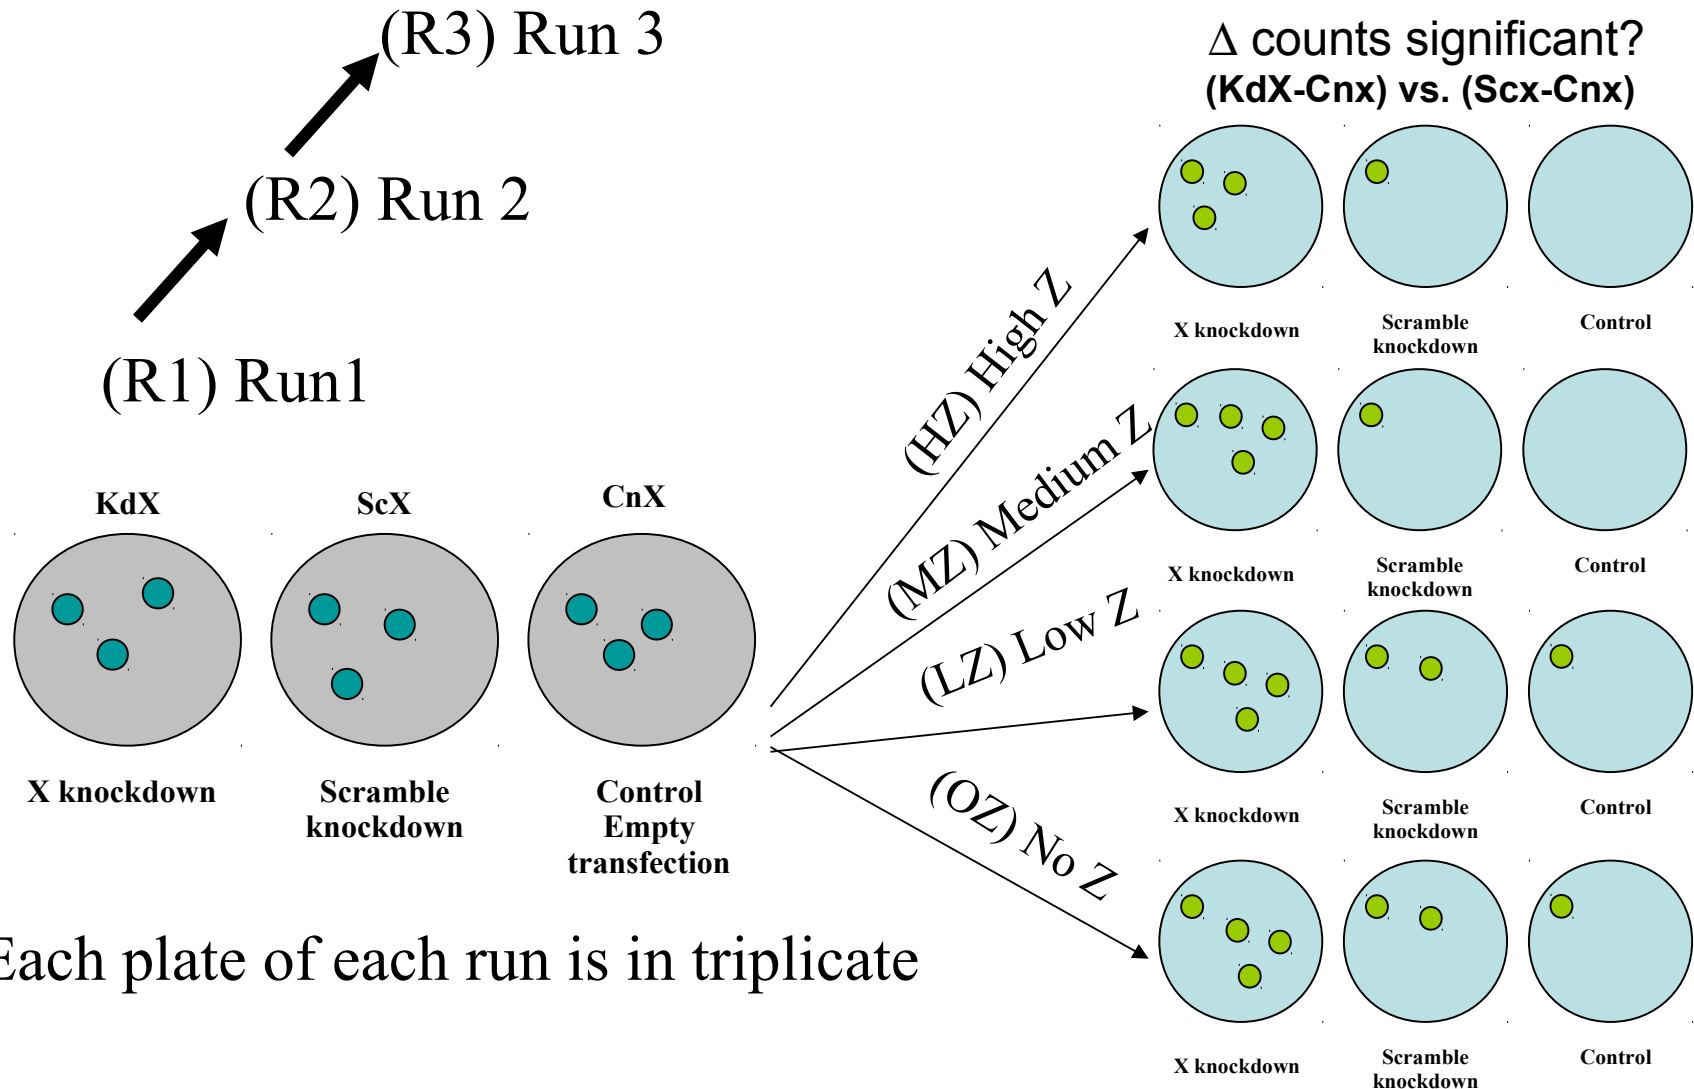 (R3) Run 3
(R2) Run 2
(R1) Run1
KdX
ScX
CnX
X knockdown
Scramble
knockdown
Control
Empty
transfection
Each plate of each run is in triplicate
(HZ) High Z
(MZ) Medium Z
(LZ) Low Z
(OZ) No Z
Δ counts significant?
(KdX-Cnx) vs. (Scx-Cnx)
X knockdown
Scramble
knockdown
Control
X knockdown
Scramble
knockdown
Control
X knockdown
Scramble
knockdown
Control
X knockdown
Scramble
knockdown
Control